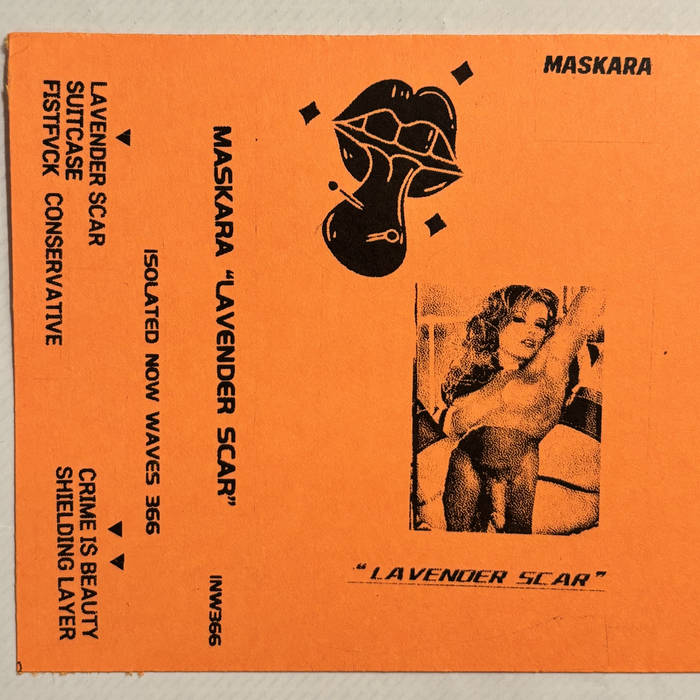 MASKARA
"LAVENDER SCAR"
MASKARA "LAVENDER SCAR"
INW366
ISOLATED NOW WAVES 366
LAVENDER SCAR
SUITCASE
FISTFVCK CONSERVATIVE
CRIME IS BEAUTY
SHIELDING LAYER